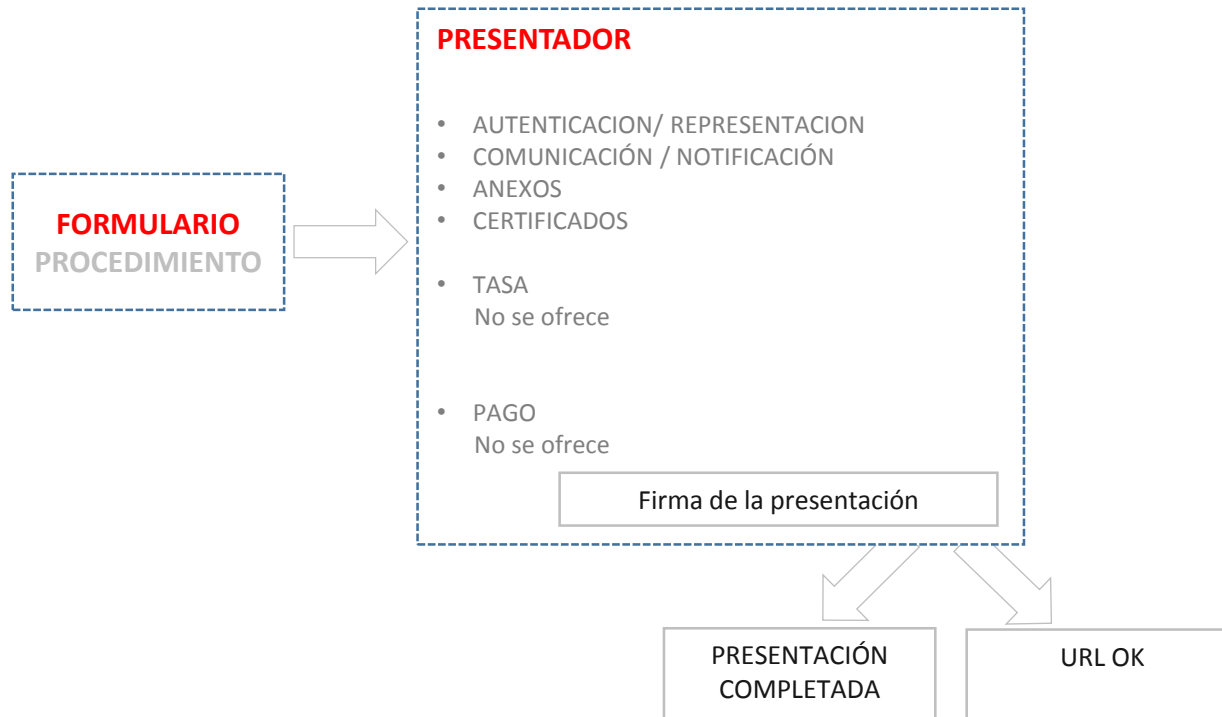 PRESENTADOR
• AUTENTICACION/ REPRESENTACION
• COMUNICACIÓN / NOTIFICACIÓN
• ANEXOS
• CERTIFICADOS
FORMULARIO
PROCEDIMIENTO
• TASA
No se ofrece
• PAGO
No se ofrece
Firma de la presentación
PRESENTACIÓN
COMPLETADA
URL OK